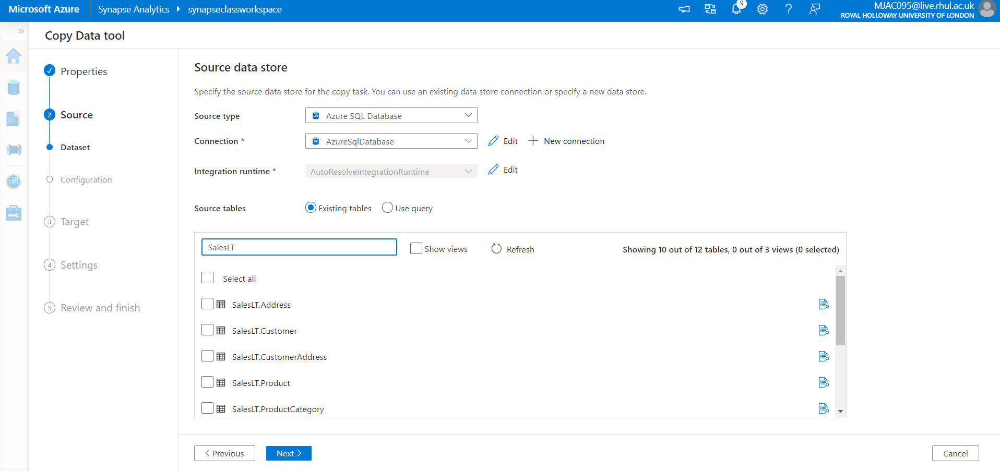 Microsoft Azure
Synapse Analytics
synapseclassworkspace
9
MJAC095@live.rhul.ac.uk
ROYAL HOLLOWAY UNIVERSITY OF LONDON
Copy Data tool
Properties
2
Source
Dataset
Configuration
3
Target
4
Settings
5
Review and finish
Source data store
Specify the source data store for the copy task. You can use an existing data store connection or specify a new data store.
Source type
SQL
Azure SQL Database
Connection *
SQL
AzureSqlDatabase
Edit
New connection
Integration runtime *
AutoResolveIntegrationRuntime
Edit
Source tables
Existing tables
Use query
SalesLT
Show views
Refresh
Showing 10 out of 12 tables, 0 out of 3 views (0 selected)
Select all
SalesLT.Address
SalesLT.Customer
SalesLT.CustomerAddress
SalesLT.Product
SalesLT.ProductCategory
Previous
Next
Cancel